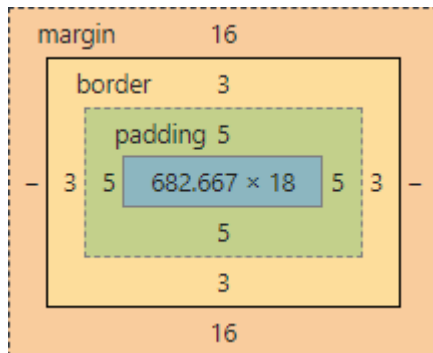 margin 16
border 3
padding 5
– 3 5 682.667 × 18 5 3 –
5
3
16